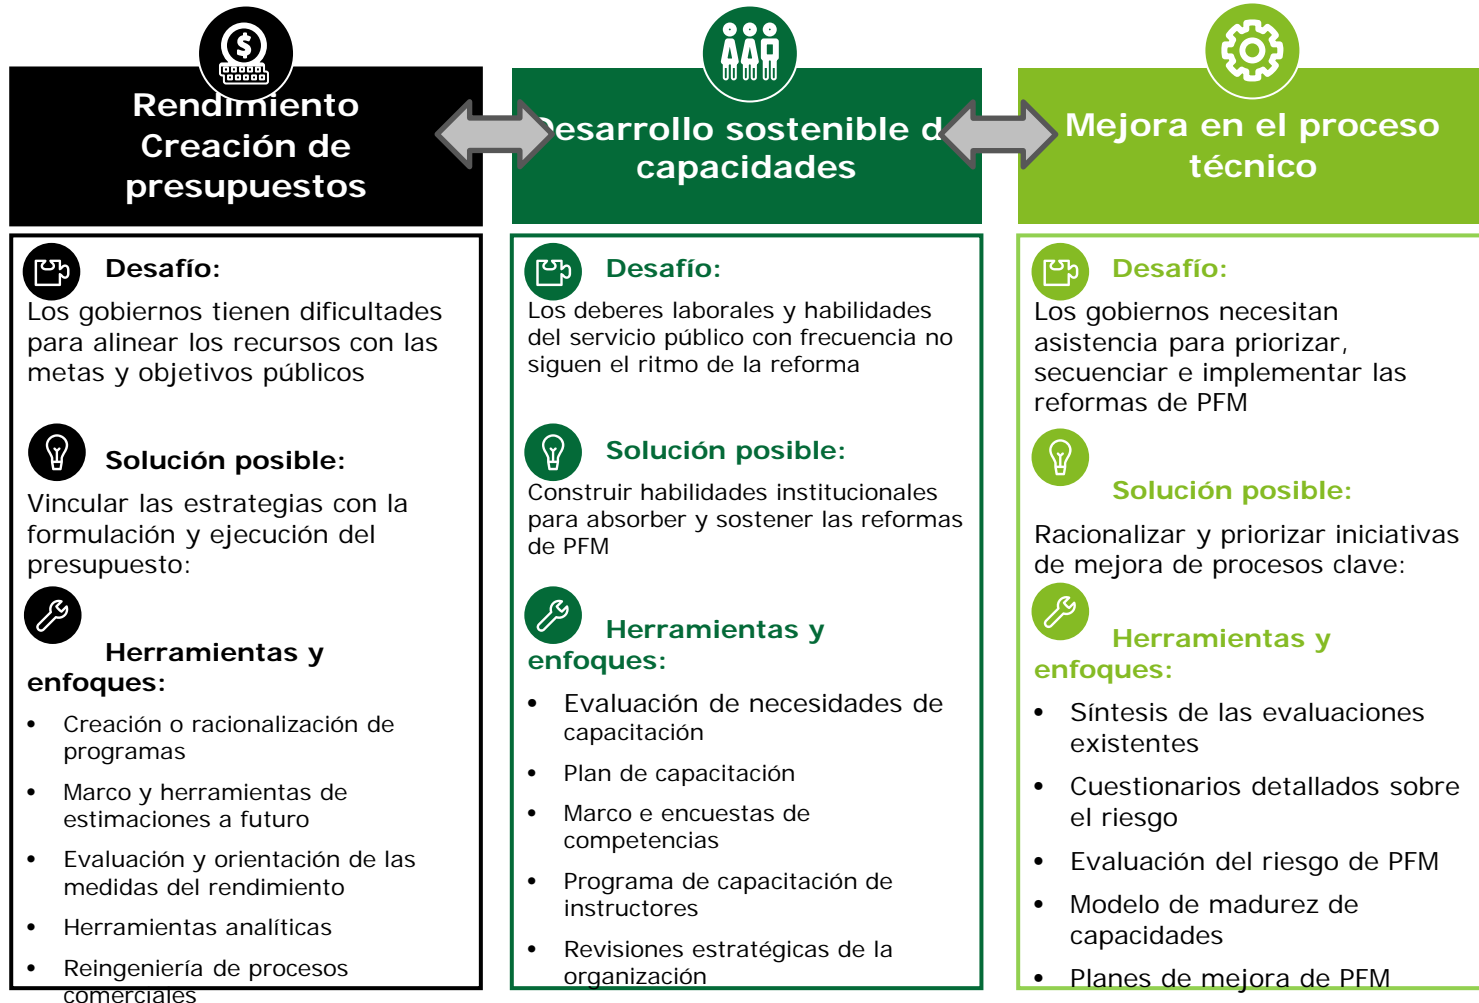 Rendimiento
Creación de
presupuestos
Desafío:
Los gobiernos tienen dificultades
para alinear los recursos con las
metas y objetivos públicos
Solución posible:
Vincular las estrategias con la
formulación y ejecución del
presupuesto:
Herramientas y
enfoques:
• Creación o racionalización de
programas
• Marco y herramientas de
estimaciones a futuro
• Evaluación y orientación de las
medidas del rendimiento
• Herramientas analíticas
• Reingeniería de procesos
comerciales
Desarrollo sostenible d
capacidades
Desafío:
Los deberes laborales y habilidades
del servicio público con frecuencia no
siguen el ritmo de la reforma
Solución posible:
Construir habilidades institucionales
para absorber y sostener las reformas
de PFM
Herramientas y
enfoques:
• Evaluación de necesidades de
capacitación
• Plan de capacitación
• Marco e encuestas de
competencias
• Programa de capacitación de
instructores
• Revisiones estratégicas de la
organización
Mejora en el proceso
técnico
Desafío:
Los gobiernos necesitan
asistencia para priorizar,
secuenciar e implementar las
reformas de PFM
Solución posible:
Racionalizar y priorizar iniciativas
de mejora de procesos clave:
Herramientas y
enfoques:
• Síntesis de las evaluaciones
existentes
• Cuestionarios detallados sobre
el riesgo
• Evaluación del riesgo de PFM
• Modelo de madurez de
capacidades
• Planes de mejora de PFM